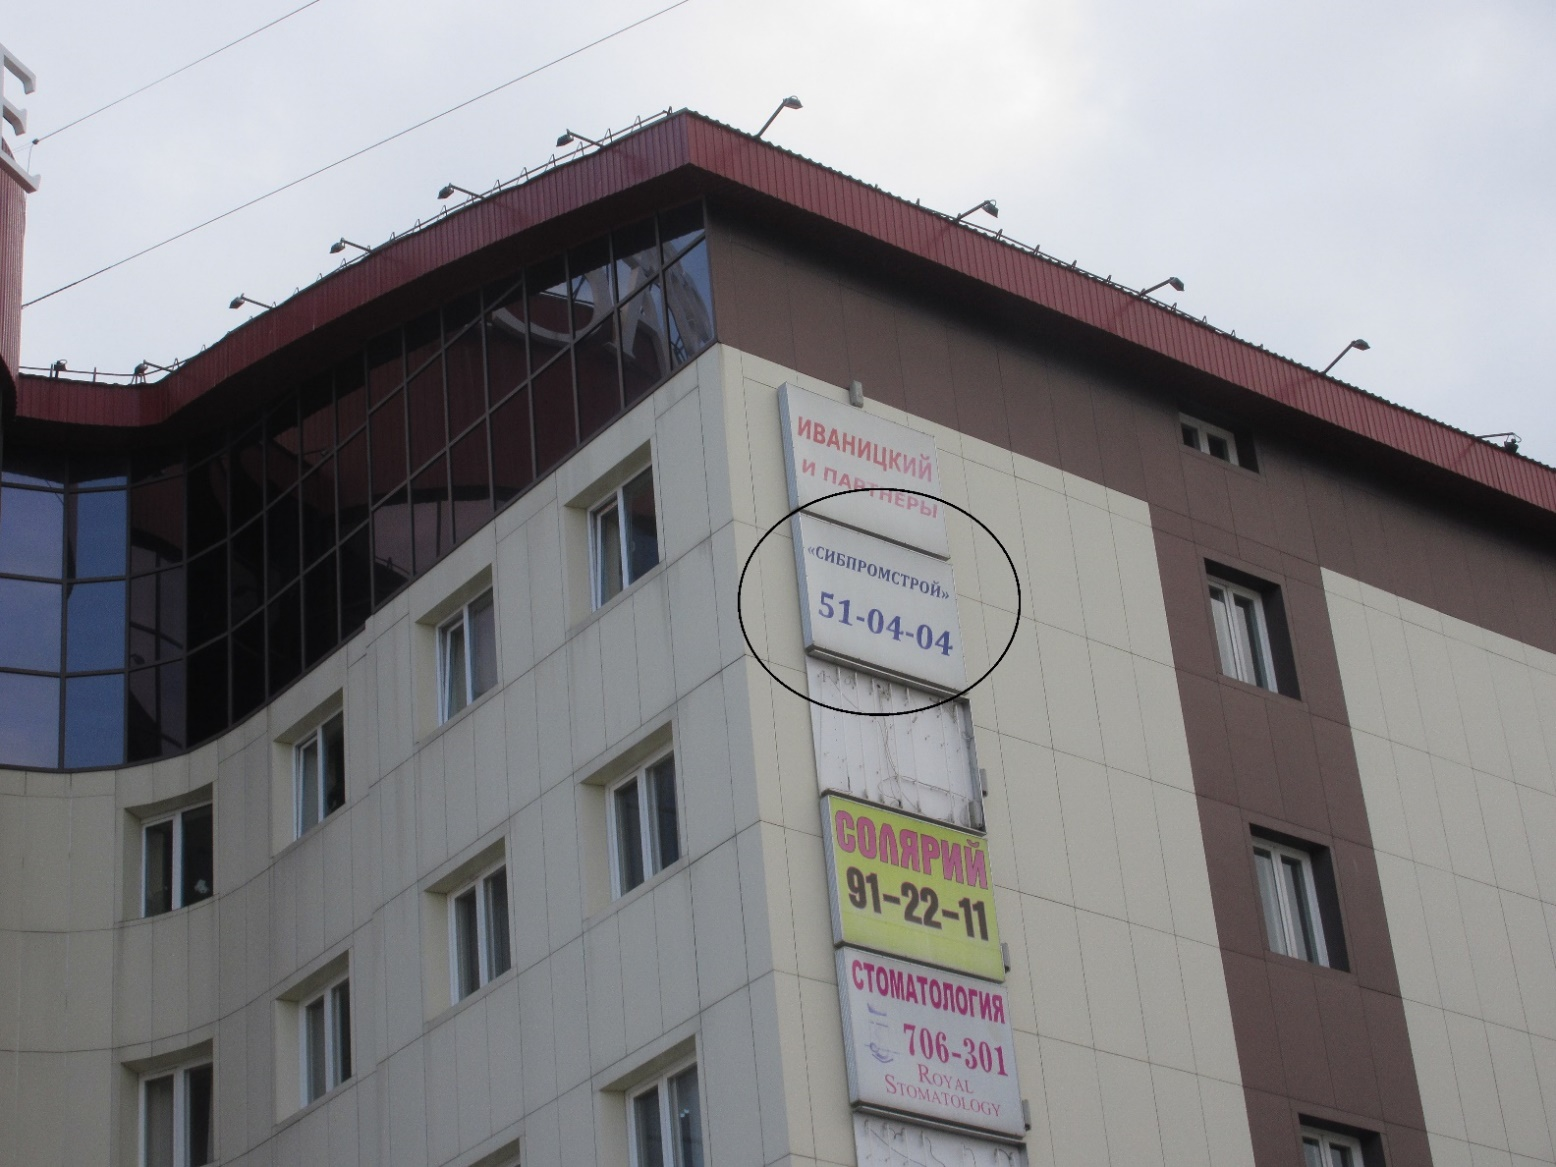 Е
ИВАНИЦКИЙ
И ПАРТНЕРЫ
«СИБПРОМСТРОЙ»
51-04-04
СОЛЯРИЙ
91-22-11
СТОМАТОЛОГИЯ
706-301
ROYAL
STOMATOLOGY